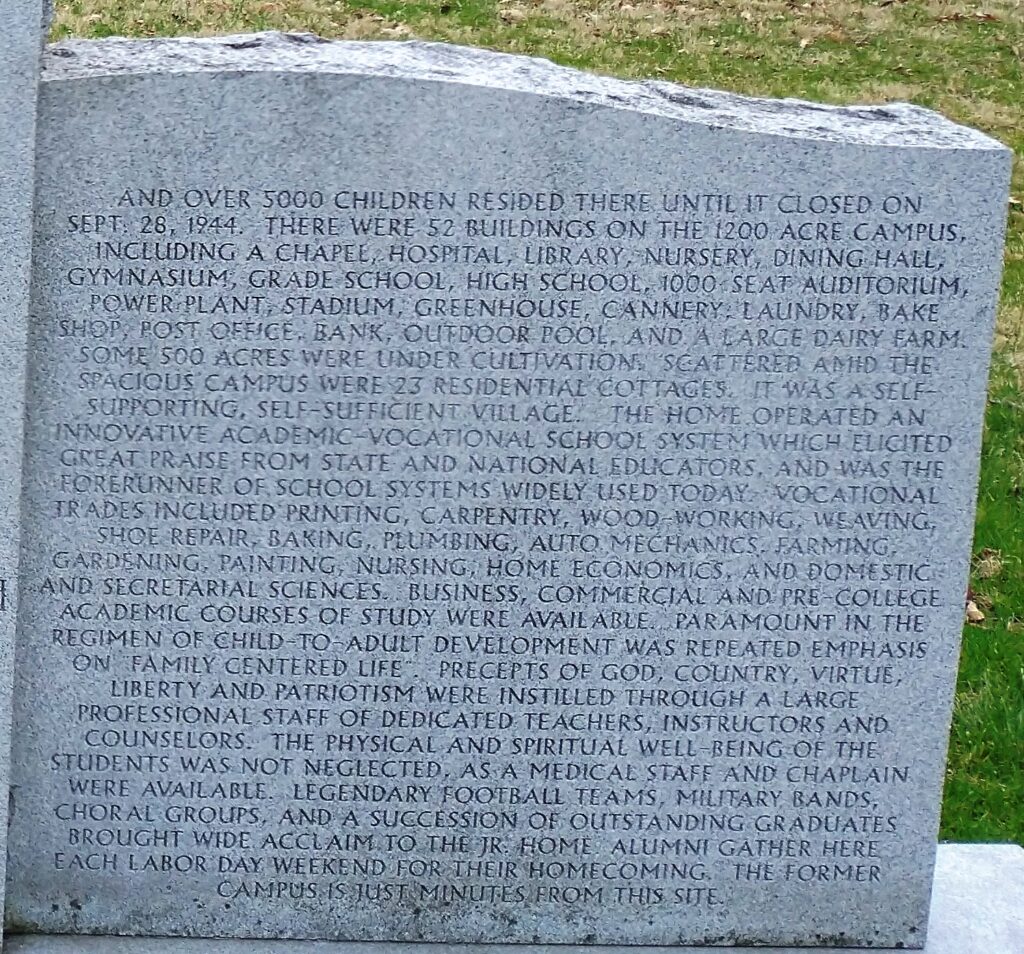 AND OVER 5000 CHILDREN RESIDED THERE UNTIL IT CLOSED ON
SEPT. 28, 1944. THERE WERE 52 BUILDINGS ON THE 1200 ACRE CAMPUS,
INCLUDING A CHAPEL, HOSPITAL, LIBRARY, NURSERY, DINING HALL,
GYMNASIUM, GRADE SCHOOL, HIGH SCHOOL, 1000 SEAT AUDITORIUM,
POWER PLANT, STADIUM, GREENHOUSE, CANNERY, LAUNDRY, BAKE
SHOP, POST OFFICE, BANK, OUTDOOR POOL, AND A LARGE DAIRY FARM.
SOME 500 ACRES WERE UNDER CULTIVATION. SCATTERED AMID THE
SPACIOUS CAMPUS WERE 23 RESIDENTIAL COTTAGES. IT WAS A SELF-
SUPPORTING, SELF-SUFFICIENT VILLAGE. THE HOME OPERATED AN
INNOVATIVE ACADEMIC-VOCATIONAL SCHOOL SYSTEM WHICH ELICITED
GREAT PRAISE FROM STATE AND NATIONAL EDUCATORS, AND WAS THE
FORERUNNER OF SCHOOL SYSTEMS WIDELY USED TODAY. VOCATIONAL
TRADES INCLUDED PRINTING, CARPENTRY, WOOD-WORKING, WEAVING,
SHOE REPAIR, BAKING, PLUMBING, AUTO MECHANICS, FARMING,
GARDENING, PAINTING, NURSING, HOME ECONOMICS, AND DOMESTIC
AND SECRETARIAL SCIENCES. BUSINESS, COMMERCIAL AND PRE-COLLEGE
ACADEMIC COURSES OF STUDY WERE AVAILABLE. PARAMOUNT IN THE
REGIMEN OF CHILD-TO-ADULT DEVELOPMENT WAS REPEATED EMPHASIS
ON "FAMILY CENTERED LIFE". PRECEPTS OF GOD, COUNTRY, VIRTUE,
LIBERTY AND PATRIOTISM WERE INSTILLED THROUGH A LARGE
PROFESSIONAL STAFF OF DEDICATED TEACHERS, INSTRUCTORS AND
COUNSELORS. THE PHYSICAL AND SPIRITUAL WELL-BEING OF THE
STUDENTS WAS NOT NEGLECTED, AS A MEDICAL STAFF AND CHAPLAIN
WERE AVAILABLE. LEGENDARY FOOTBALL TEAMS, MILITARY BANDS,
CHORAL GROUPS, AND A SUCCESSION OF OUTSTANDING GRADUATES
BROUGHT WIDE ACCLAIM TO THE JR. HOME. ALUMNI GATHER HERE
EACH LABOR DAY WEEKEND FOR THEIR HOMECOMING. THE FORMER
CAMPUS IS JUST MINUTES FROM THIS SITE.